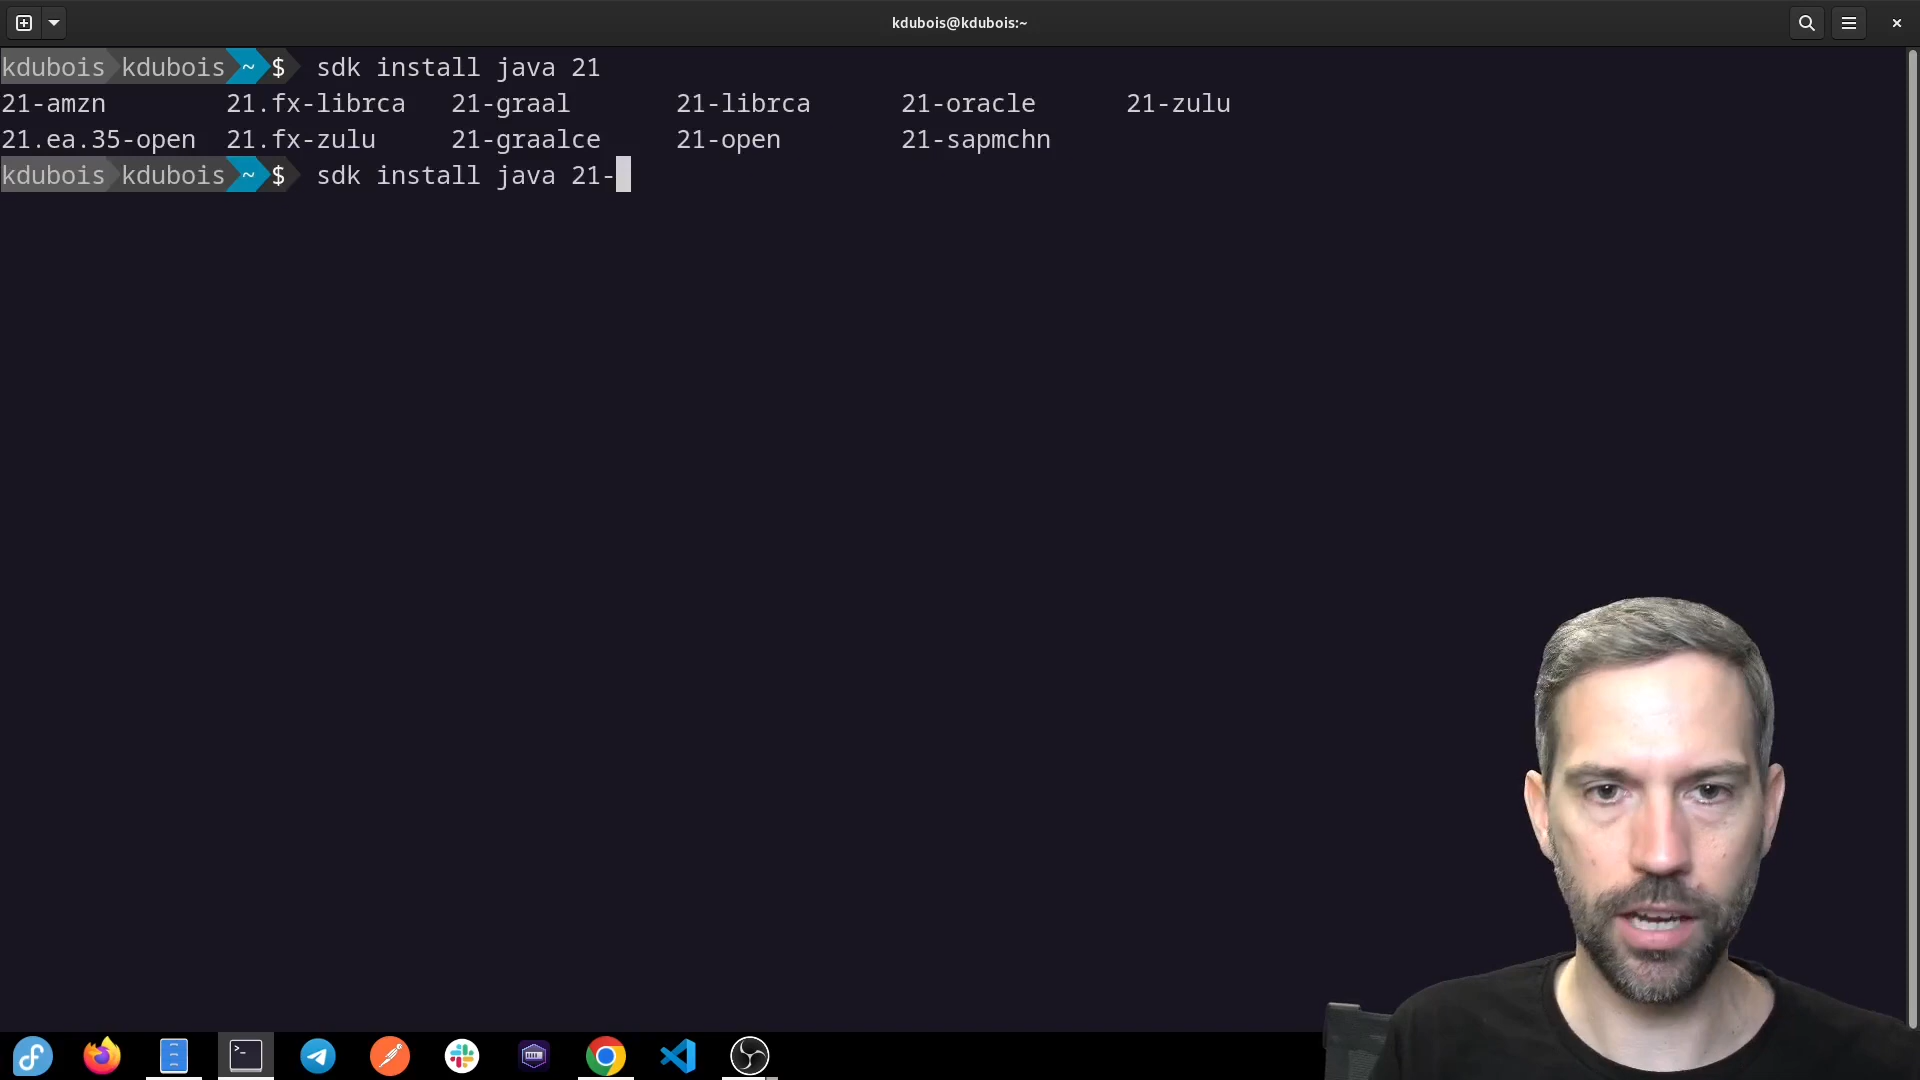 kdubois@kdubois:~
kdubois kdubois ~ $ sdk install java 21
21-amzn 21.fx-librca 21-graal 21-librca 21-oracle 21-zulu
21.ea.35-open 21.fx-zulu 21-graalce 21-open 21-sapmchn
kdubois kdubois ~ $ sdk install java 21-